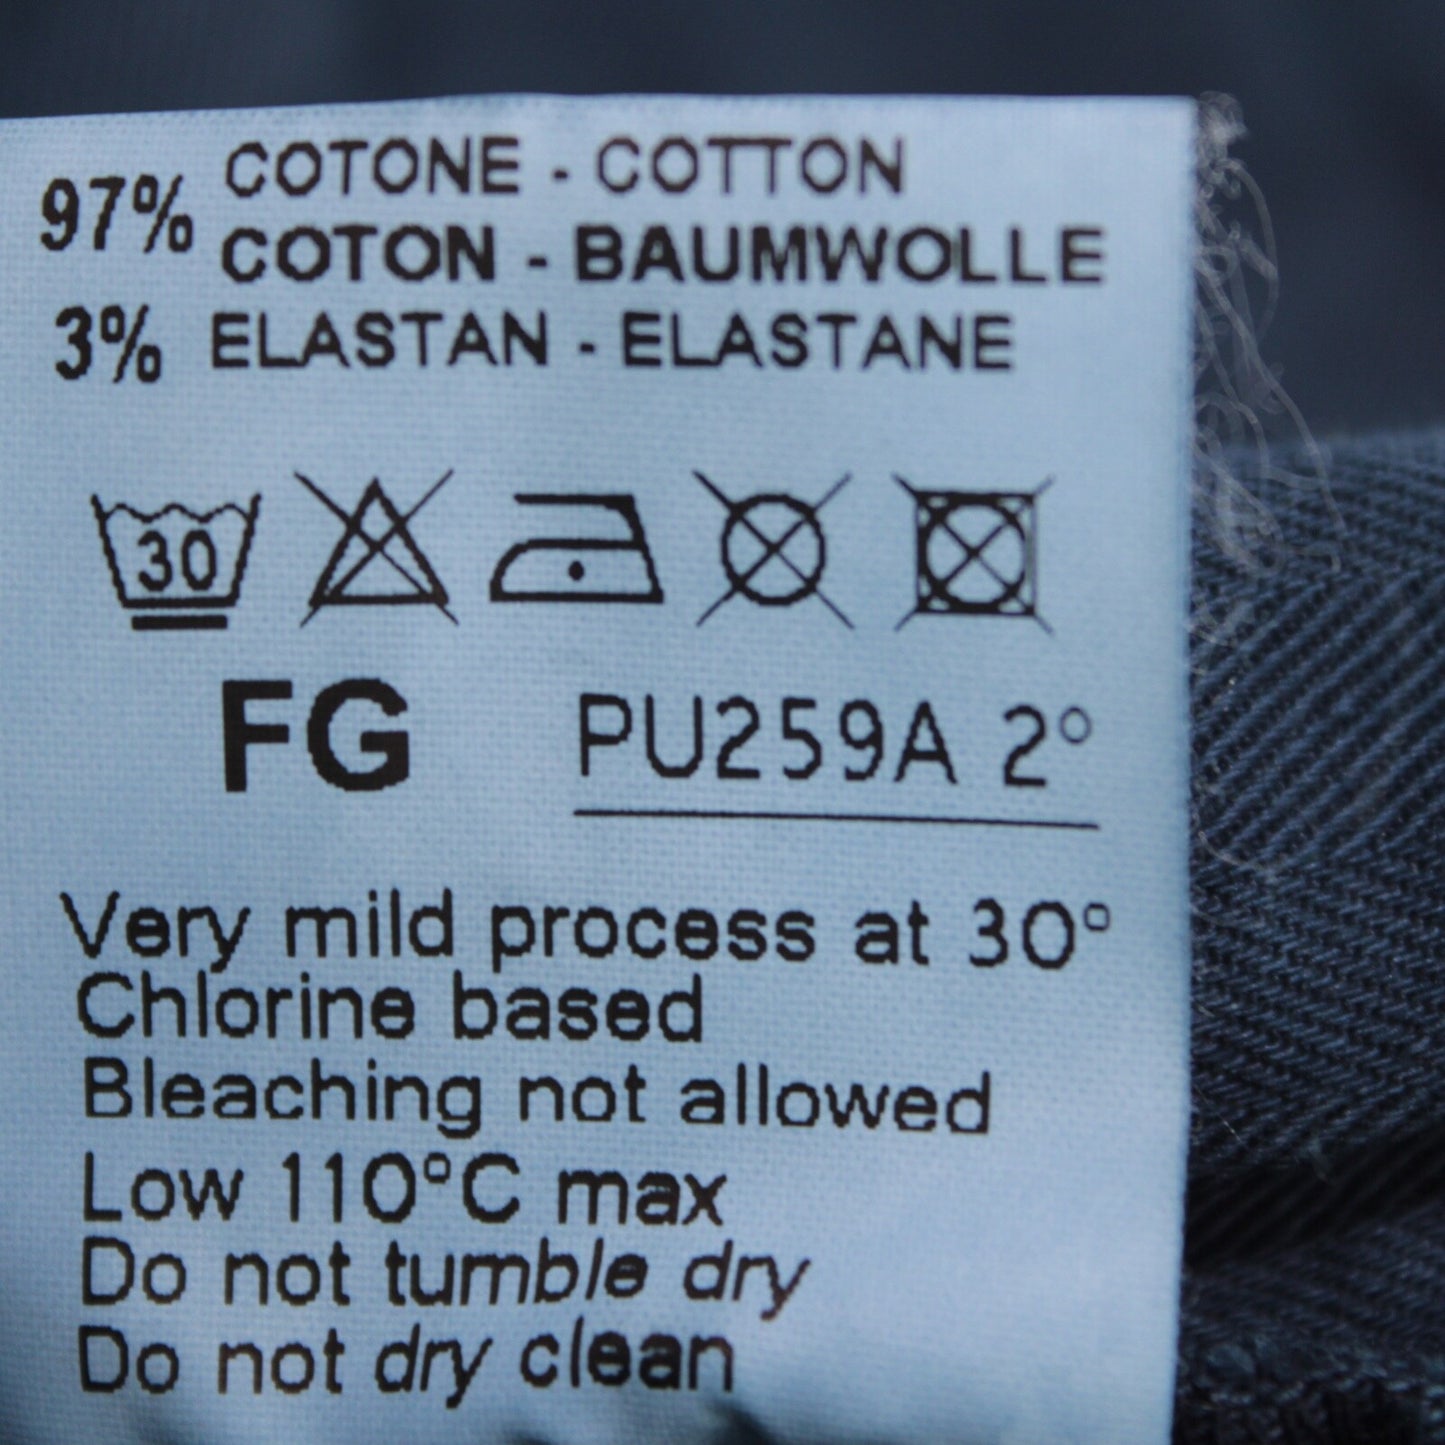 97% COTONE - COTTON
COTON - BAUMWOLLE
3% ELASTAN - ELASTANE
30
FG PU259A 2°
Very mild process at 30°
Chlorine based
Bleaching not allowed
Low 110°C max
Do not tumble dry
Do not dry clean